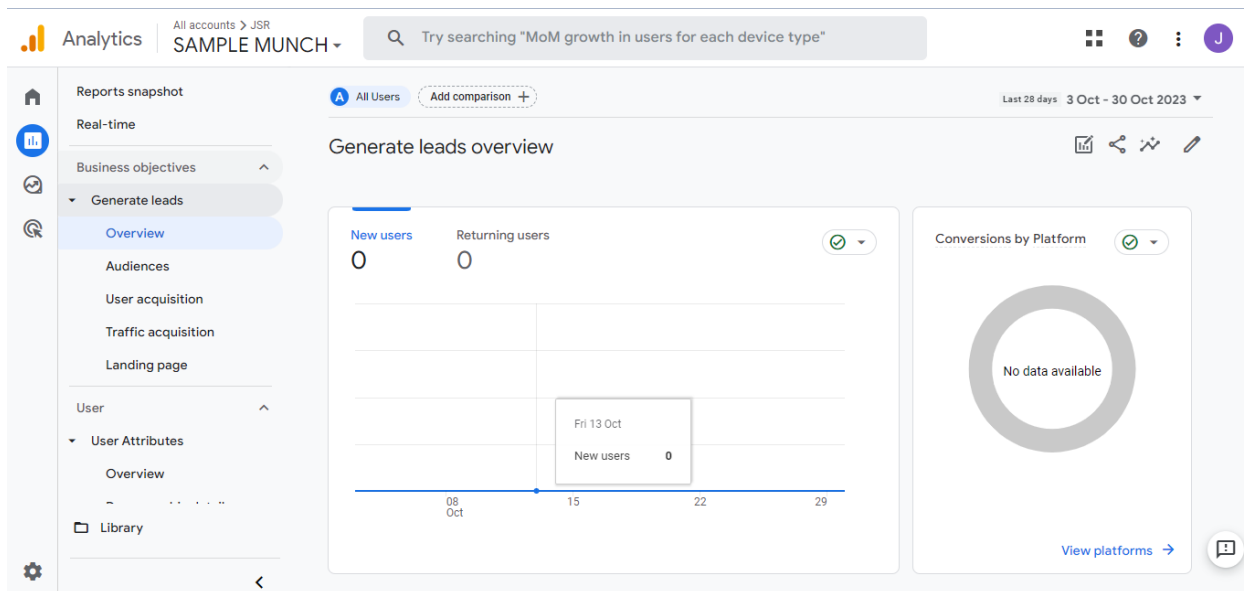 Analytics
All accounts > JSR
SAMPLE MUNCH
Try searching "MoM growth in users for each device type"
J
Reports snapshot
Real-time
Business objectives
Generate leads
Overview
Audiences
User acquisition
Traffic acquisition
Landing page
User
User Attributes
Overview
Library
A All Users
Add comparison +
Last 28 days 3 Oct - 30 Oct 2023
Generate leads overview
New users
0
Returning users
0
Fri 13 Oct
New users 0
08 15 22 29
Oct
Conversions by Platform
No data available
View platforms